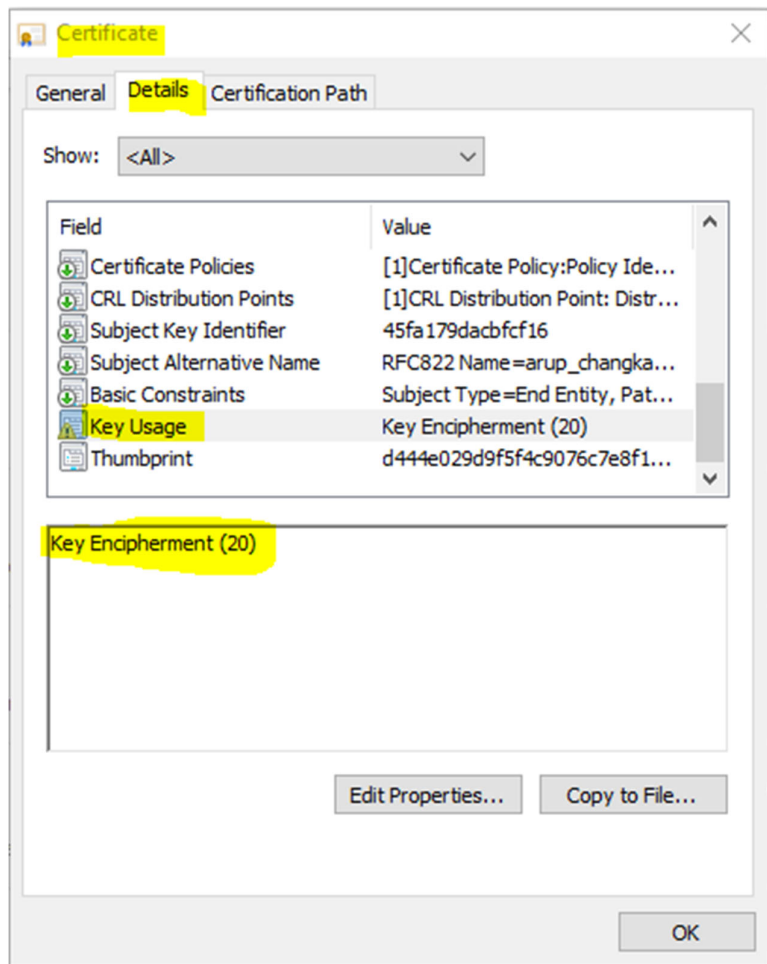 Certificate
General Details Certification Path
Show: <All>
Field Value
Certificate Policies [1]Certificate Policy:Policy Ide...
CRL Distribution Points [1]CRL Distribution Point: Distr...
Subject Key Identifier 45fa179dacbfcf16
Subject Alternative Name RFC822 Name=arup_changka...
Basic Constraints Subject Type=End Entity, Pat...
Key Usage Key Encipherment (20)
Thumbprint d444e029d9f5f4c9076c7e8f1...
Key Encipherment (20)
Edit Properties... Copy to File...
OK